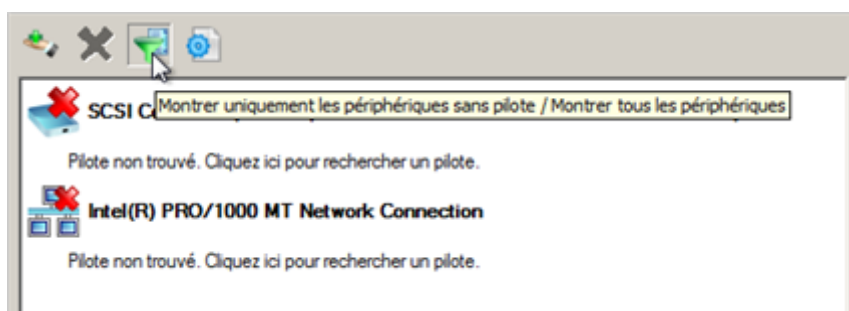 SCSI C
Montrer uniquement les périphériques sans pilote / Montrer tous les périphériques
Pilote non trouvé. Cliquez ici pour rechercher un pilote.
Intel(R) PRO/1000 MT Network Connection
Pilote non trouvé. Cliquez ici pour rechercher un pilote.